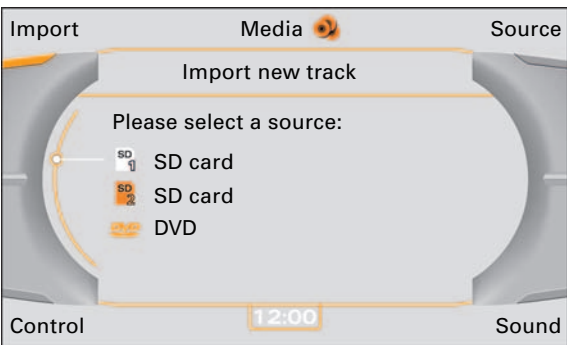 Import Media Source
Import new track
Please select a source:
SD 1 SD card
SD 2 SD card
DVD DVD
12:00
Control Sound